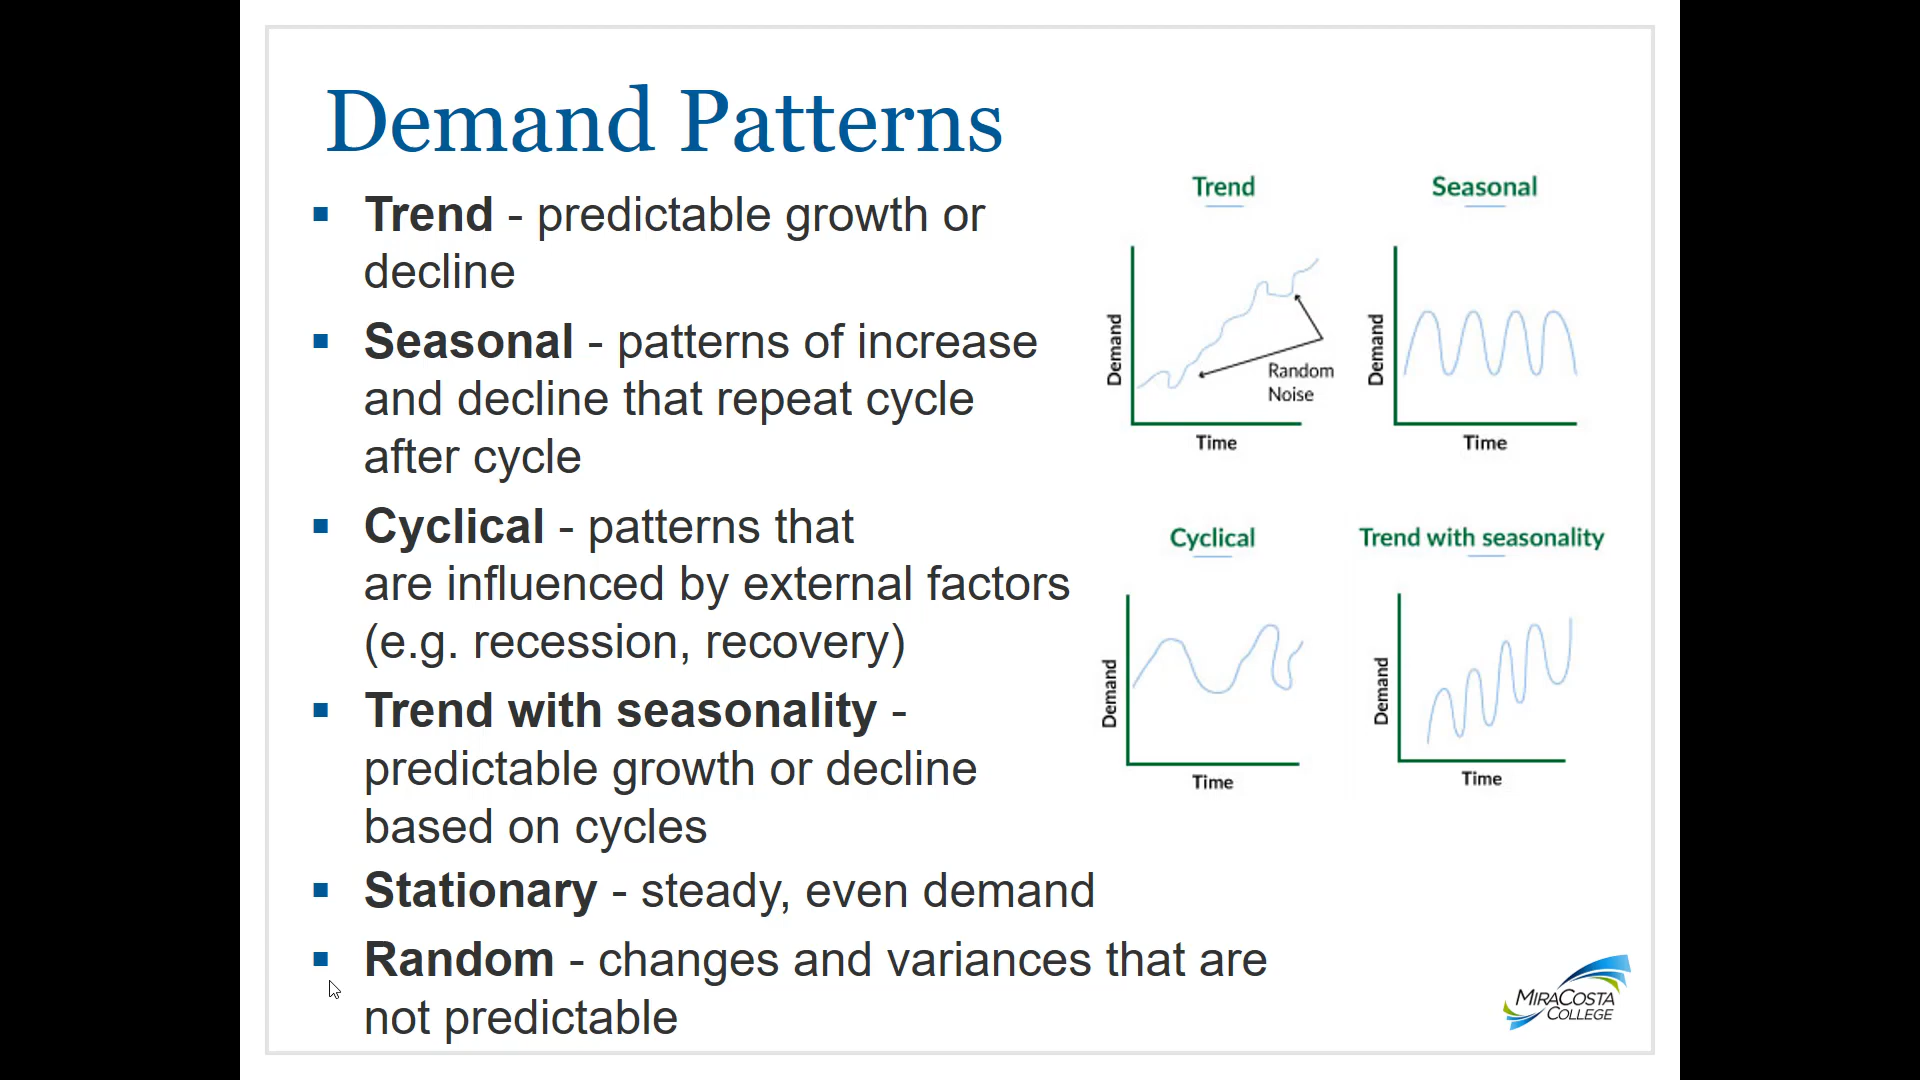 Demand Patterns
Trend - predictable growth or
decline
Seasonal - patterns of increase
and decline that repeat cycle
after cycle
Cyclical - patterns that
are influenced by external factors
(e.g. recession, recovery)
Trend with seasonality -
predictable growth or decline
based on cycles
Stationary - steady, even demand
Random - changes and variances that are
not predictable
Trend
Demand
Random
Noise
Time
Seasonal
Demand
Time
Cyclical
Demand
Time
Trend with seasonality
Demand
Time
MIRACOSTA
COLLEGE